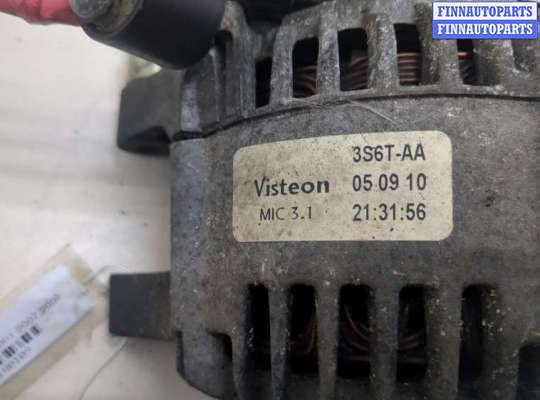 FINNAUTOPARTS
FINNAUTOPARTS
3S6T-AA
Visteon 05 09 10
MIC 3.1 21:31:56